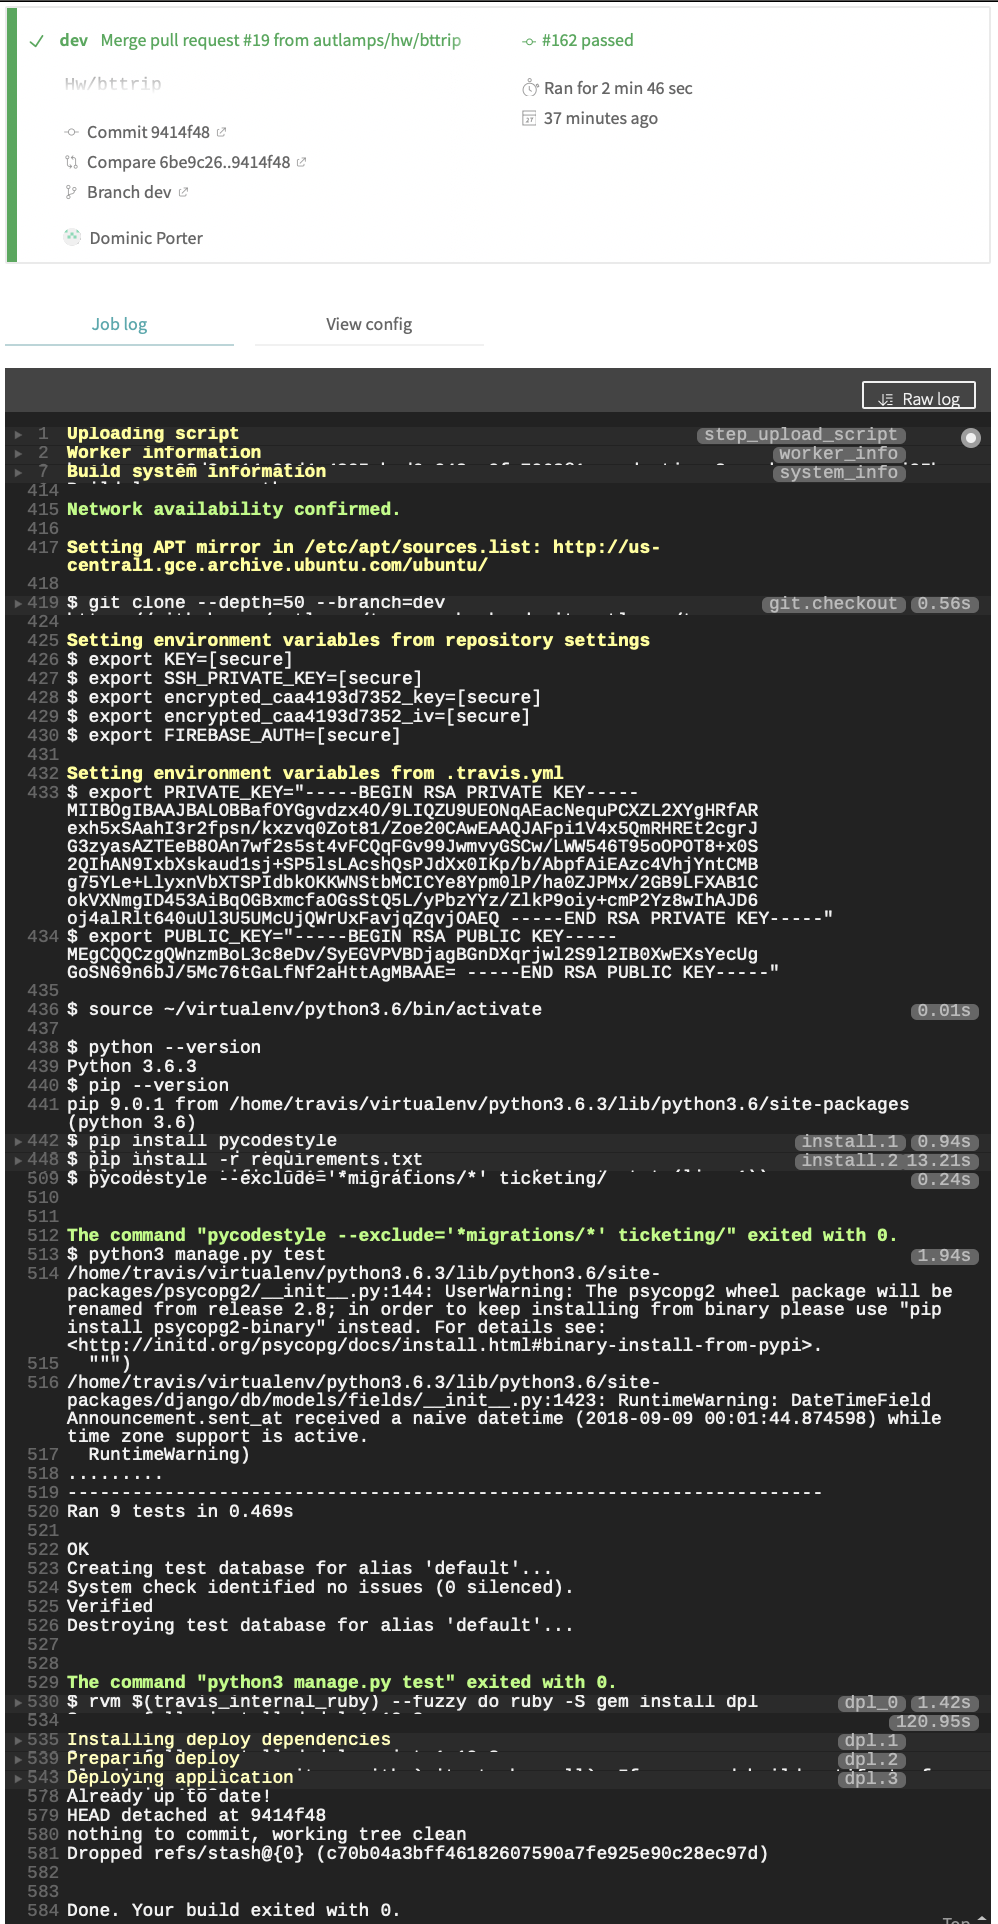 dev Merge pull request #19 from autlamps/hw/bttrip
#162 passed
Hw/bttrip
Ran for 2 min 46 sec
37 minutes ago
Commit 9414f48
Compare 6be9c26..9414f48
Branch dev
Dominic Porter
Job log
View config
Raw log
1 Uploading script step_upload_script
2 Worker information worker_info
7 Build system information system_info
414
415 Network availability confirmed.
416
417 Setting APT mirror in /etc/apt/sources.list: http://us-
central1.gce.archive.ubuntu.com/ubuntu/
418
419 $ git clone --depth=50 --branch=dev git.checkout 0.56s
424
425 Setting environment variables from repository settings
426 $ export KEY=[secure]
427 $ export SSH_PRIVATE_KEY=[secure]
428 $ export encrypted_caa4193d7352_key=[secure]
429 $ export encrypted_caa4193d7352_iv=[secure]
430 $ export FIREBASE_AUTH=[secure]
431
432 Setting environment variables from .travis.yml
433 $ export PRIVATE_KEY="-----BEGIN RSA PRIVATE KEY-----
MIIBOgIBAAJBALOBBafOYGgvdzx4O/9LIQZU9UEONqAEacNequPCXZL2XYgHRfAR
exh5xSAahI3r2fpsn/kxzvq0Zot81/Zoe20CAwEAAQJAFpi1V4x5QmRHREt2cgrJ
G3zyasAZTEeB8OAn7wf2s5st4vFCQqFGv99JwmvyGSCw/LWW546T95oOPOT8+x0S
2QIhAN9IxbXskaud1sj+SP5lsLAcshQsPJdXx0IKp/b/AbpfAiEAzc4VhjYntCMB
g75YLe+LlyxnVbXTSPIdbkOKKWNStbMCICYe8Ypm0lP/ha0ZJPMx/2GB9LFXAB1C
okVXNmgID453AiBqOGBxmcfaOGsStQ5L/yPbzYYz/ZlkP9oiy+cmP2Yz8wIhAJD6
oj4alRlt640uUl3U5UMcUjQWrUxFavjqZqvjOAEQ -----END RSA PRIVATE KEY-----"
434 $ export PUBLIC_KEY="-----BEGIN RSA PUBLIC KEY-----
MEgCQQCzgQWnzmBoL3c8eDv/SyEGVPVBDjagBGnDXqrjwl2S9l2IB0XwEXsYecUg
GoSN69n6bJ/5Mc76tGaLfNf2aHttAgMBAAE= -----END RSA PUBLIC KEY-----"
435
436 $ source ~/virtualenv/python3.6/bin/activate 0.01s
437
438 $ python --version
439 Python 3.6.3
440 $ pip --version
441 pip 9.0.1 from /home/travis/virtualenv/python3.6.3/lib/python3.6/site-packages
(python 3.6)
442 $ pip install pycodestyle install.1 0.94s
448 $ pip install -r requirements.txt install.2 13.21s
509 $ pycodestyle --exclude='*migrations/*' ticketing/ 0.24s
510
511
512 The command "pycodestyle --exclude='*migrations/*' ticketing/" exited with 0.
513 $ python3 manage.py test 1.94s
514 /home/travis/virtualenv/python3.6.3/lib/python3.6/site-
packages/psycopg2/__init__.py:144: UserWarning: The psycopg2 wheel package will be
renamed from release 2.8; in order to keep installing from binary please use "pip
install psycopg2-binary" instead. For details see:
<http://initd.org/psycopg/docs/install.html#binary-install-from-pypi>.
515 """)
516 /home/travis/virtualenv/python3.6.3/lib/python3.6/site-
packages/django/db/models/fields/__init__.py:1423: RuntimeWarning: DateTimeField
Announcement.sent_at received a naive datetime (2018-09-09 00:01:44.874598) while
time zone support is active.
517 RuntimeWarning)
518 .........
519 ----------------------------------------------------------------------
520 Ran 9 tests in 0.469s
521
522 OK
523 Creating test database for alias 'default'...
524 System check identified no issues (0 silenced).
525 Verified
526 Destroying test database for alias 'default'...
527
528
529 The command "python3 manage.py test" exited with 0.
530 $ rvm $(travis_internal_ruby) --fuzzy do ruby -S gem install dpl dpl_0 1.42s
534 120.95s
535 Installing deploy dependencies dpl.1
539 Preparing deploy dpl.2
543 Deploying application dpl.3
578 Already up to date!
579 HEAD detached at 9414f48
580 nothing to commit, working tree clean
581 Dropped refs/stash@{0} (c70b04a3bff46182607590a7fe925e90c28ec97d)
582
583
584 Done. Your build exited with 0.
Top